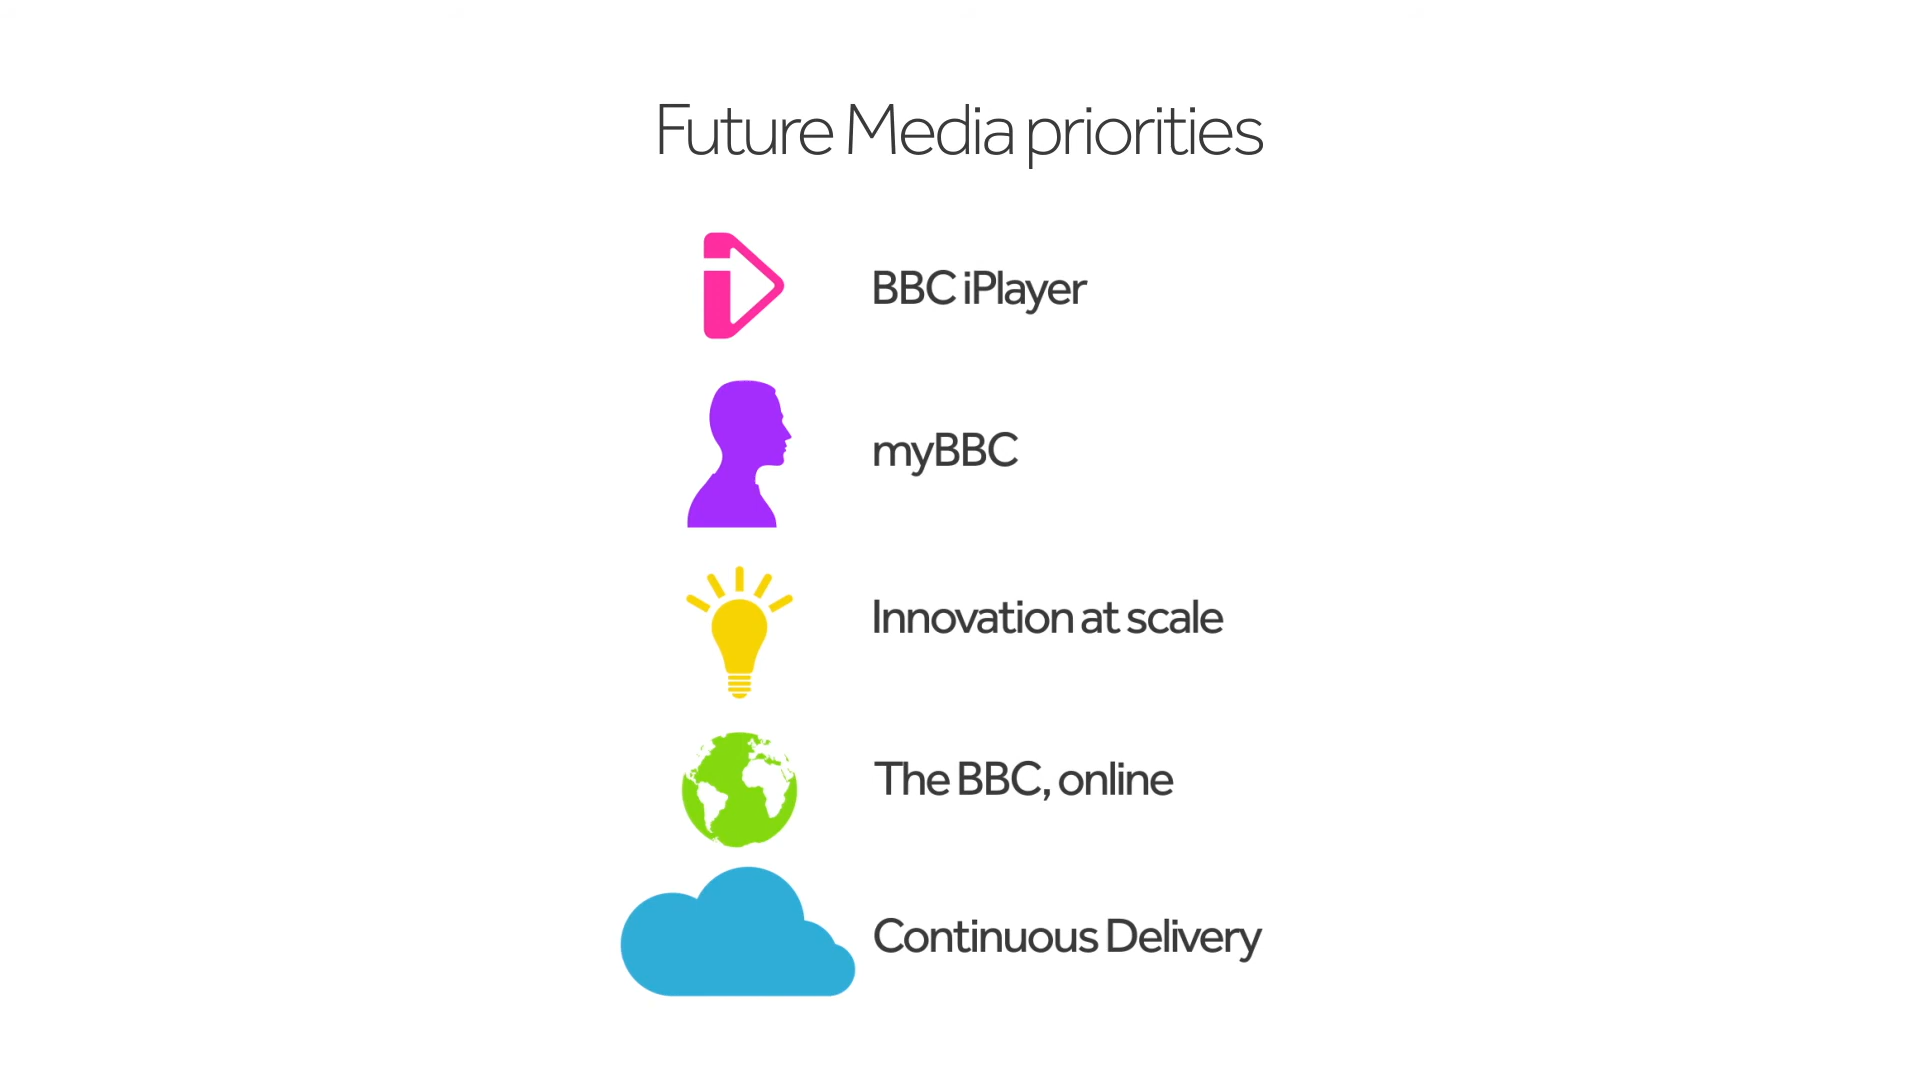 Future Media priorities
BBC iPlayer
myBBC
Innovation at scale
The BBC, online
Continuous Delivery